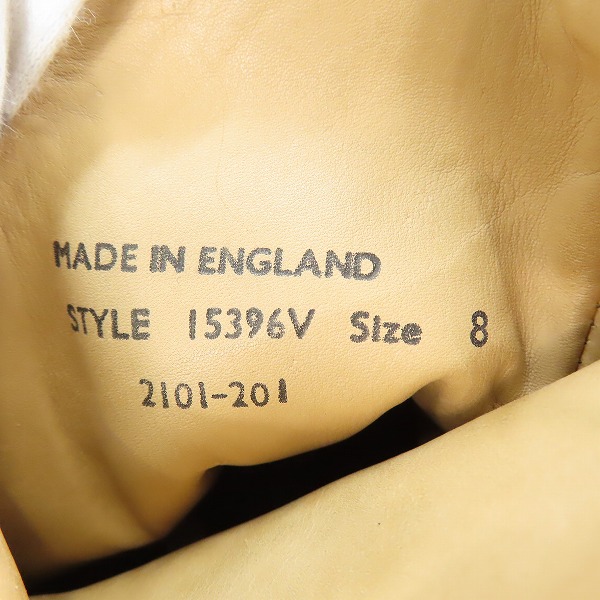 MADE IN ENGLAND
STYLE 15396V Size 8
2101-201